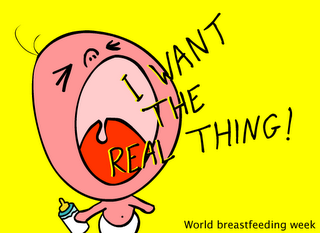 I WANT
THE
REAL THING!
World breastfeeding week